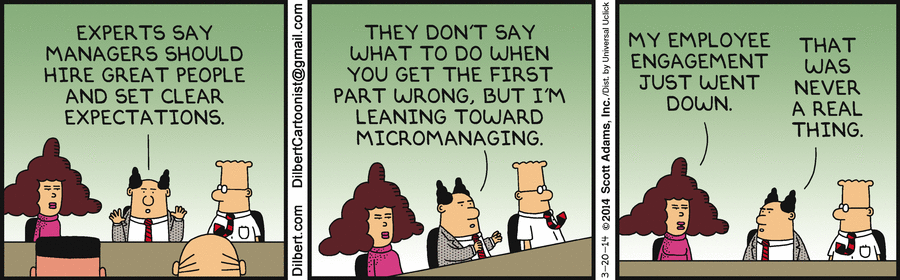 EXPERTS SAY
MANAGERS SHOULD
HIRE GREAT PEOPLE
AND SET CLEAR
EXPECTATIONS.
Dilbert.com DilbertCartoonist@gmail.com
THEY DON'T SAY
WHAT TO DO WHEN
YOU GET THE FIRST
PART WRONG, BUT I'M
LEANING TOWARD
MICROMANAGING.
3-20-14 © 2014 Scott Adams, Inc. /Dist. by Universal Uclick
MY EMPLOYEE
ENGAGEMENT
JUST WENT
DOWN.
THAT
WAS
NEVER
A REAL
THING.